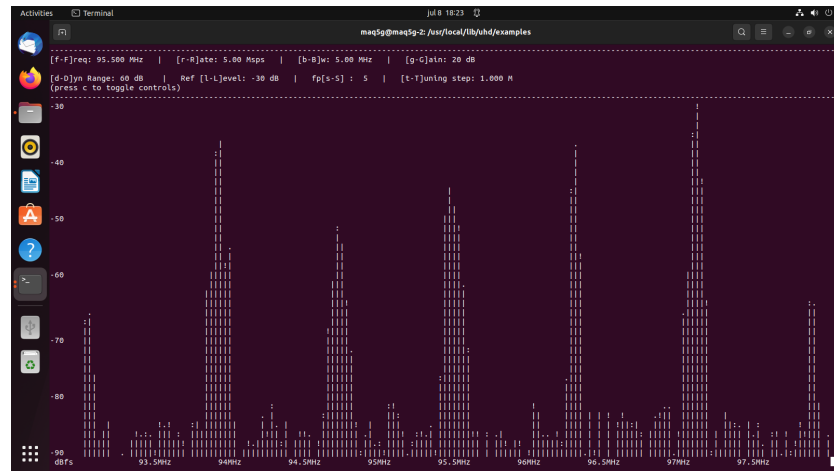 Activities Terminal jul 8 18:23
maq5g@maq5g-2: /usr/local/lib/uhd/examples
[f-F]req: 95.500 MHz | [r-R]ate: 5.00 Msps | [b-B]w: 5.00 MHz | [g-G]ain: 20 dB
[d-D]yn Range: 60 dB | Ref [l-L]evel: -30 dB | fp[s-S] : 5 | [t-T]uning step: 1.000 M
(press c to toggle controls)
-30
-40
-50
-60
-70
-80
-90
dBfs 93.5MHz 94MHz 94.5MHz 95MHz 95.5MHz 96MHz 96.5MHz 97MHz 97.5MHz